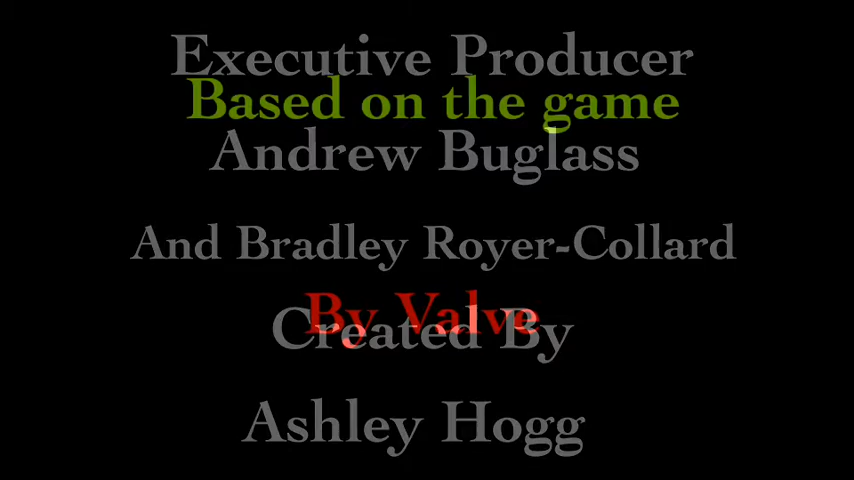 Executive Producer
Based on the game
Andrew Buglass
And Bradley Royer-Collard
By Valve
Created By
Ashley Hogg